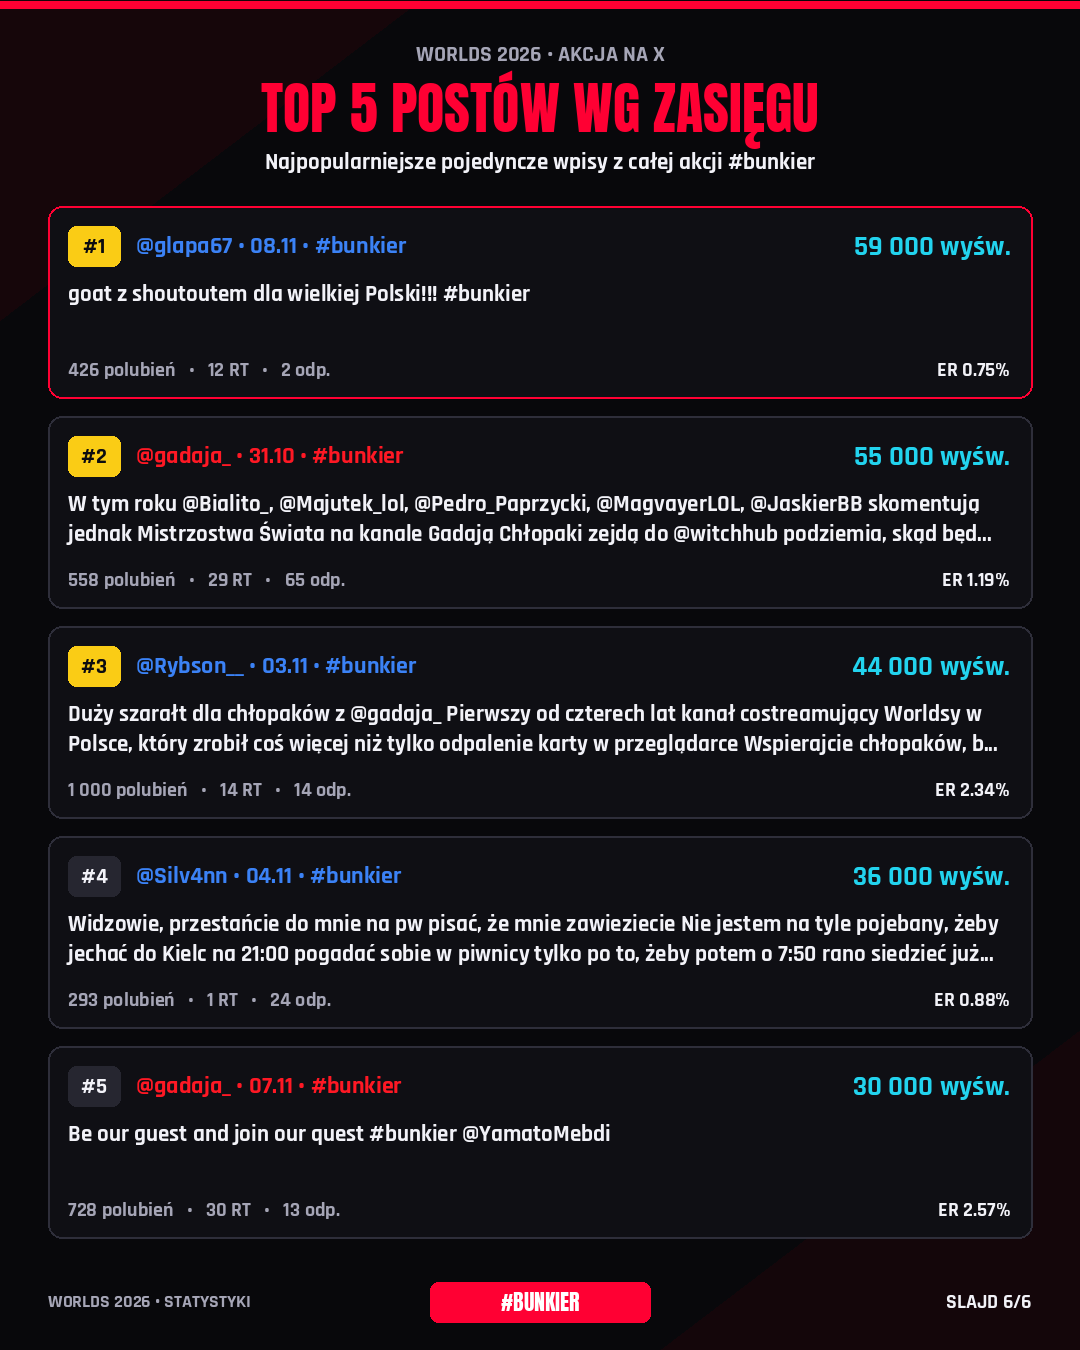 WORLDS 2026 • AKCJA NA X
TOP 5 POSTÓW WG ZASIĘGU
Najpopularniejsze pojedyncze wpisy z całej akcji #bunkier
#1 @glapa67 • 08.11 • #bunkier 59 000 wyśw.
goat z shoutoutem dla wielkiej Polski!!! #bunkier
426 polubień • 12 RT • 2 odp. ER 0.75%
#2 @gadaja_ • 31.10 • #bunkier 55 000 wyśw.
W tym roku @Bialito_, @Majutek_lol, @Pedro_Paprzycki, @MagvayerLOL, @JaskierBB skomentują
jednak Mistrzostwa Świata na kanale Gadają Chłopaki zejdą do @witchhub podziemia, skąd będ...
558 polubień • 29 RT • 65 odp. ER 1.19%
#3 @Rybson__ • 03.11 • #bunkier 44 000 wyśw.
Duży szarałt dla chłopaków z @gadaja_ Pierwszy od czterech lat kanał costreamujący Worldsy w
Polsce, który zrobił coś więcej niż tylko odpalenie karty w przeglądarce Wspierajcie chłopaków, b...
1 000 polubień • 14 RT • 14 odp. ER 2.34%
#4 @Silv4nn • 04.11 • #bunkier 36 000 wyśw.
Widzowie, przestańcie do mnie na pw pisać, że mnie zawieziecie Nie jestem na tyle pojebany, żeby
jechać do Kielc na 21:00 pogadać sobie w piwnicy tylko po to, żeby potem o 7:50 rano siedzieć już...
293 polubień • 1 RT • 24 odp. ER 0.88%
#5 @gadaja_ • 07.11 • #bunkier 30 000 wyśw.
Be our guest and join our quest #bunkier @YamatoMebdi
728 polubień • 30 RT • 13 odp. ER 2.57%
WORLDS 2026 • STATYSTYKI #BUNKIER SLAJD 6/6